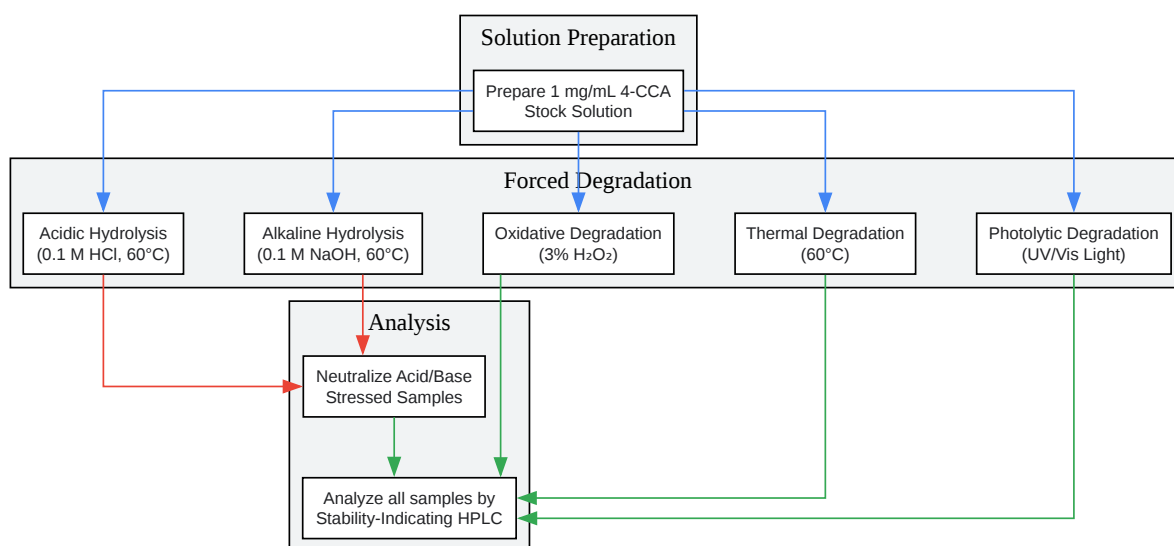 Solution Preparation
Prepare 1 mg/mL 4-CCA
Stock Solution
Forced Degradation
Acidic Hydrolysis
(0.1 M HCl, 60°C)
Alkaline Hydrolysis
(0.1 M NaOH, 60°C)
Oxidative Degradation
(3% H₂O₂)
Thermal Degradation
(60°C)
Photolytic Degradation
(UV/Vis Light)
Analysis
Neutralize Acid/Base
Stressed Samples
Analyze all samples by
Stability-Indicating HPLC